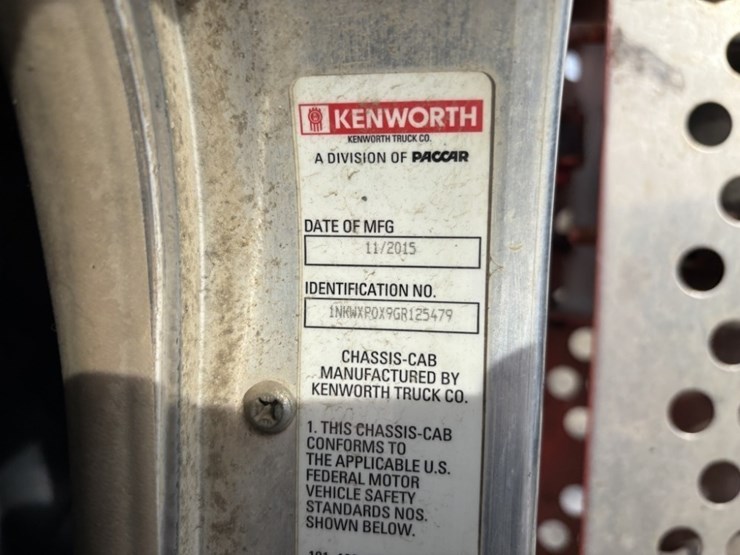 KENWORTH
KENWORTH TRUCK CO.
A DIVISION OF PACCAR
DATE OF MFG
11/2015
IDENTIFICATION NO.
1NKWXPOX9GR125479
CHASSIS-CAB
MANUFACTURED BY
KENWORTH TRUCK CO.
1. THIS CHASSIS-CAB
CONFORMS TO
THE APPLICABLE U.S.
FEDERAL MOTOR
VEHICLE SAFETY
STANDARDS NOS.
SHOWN BELOW.